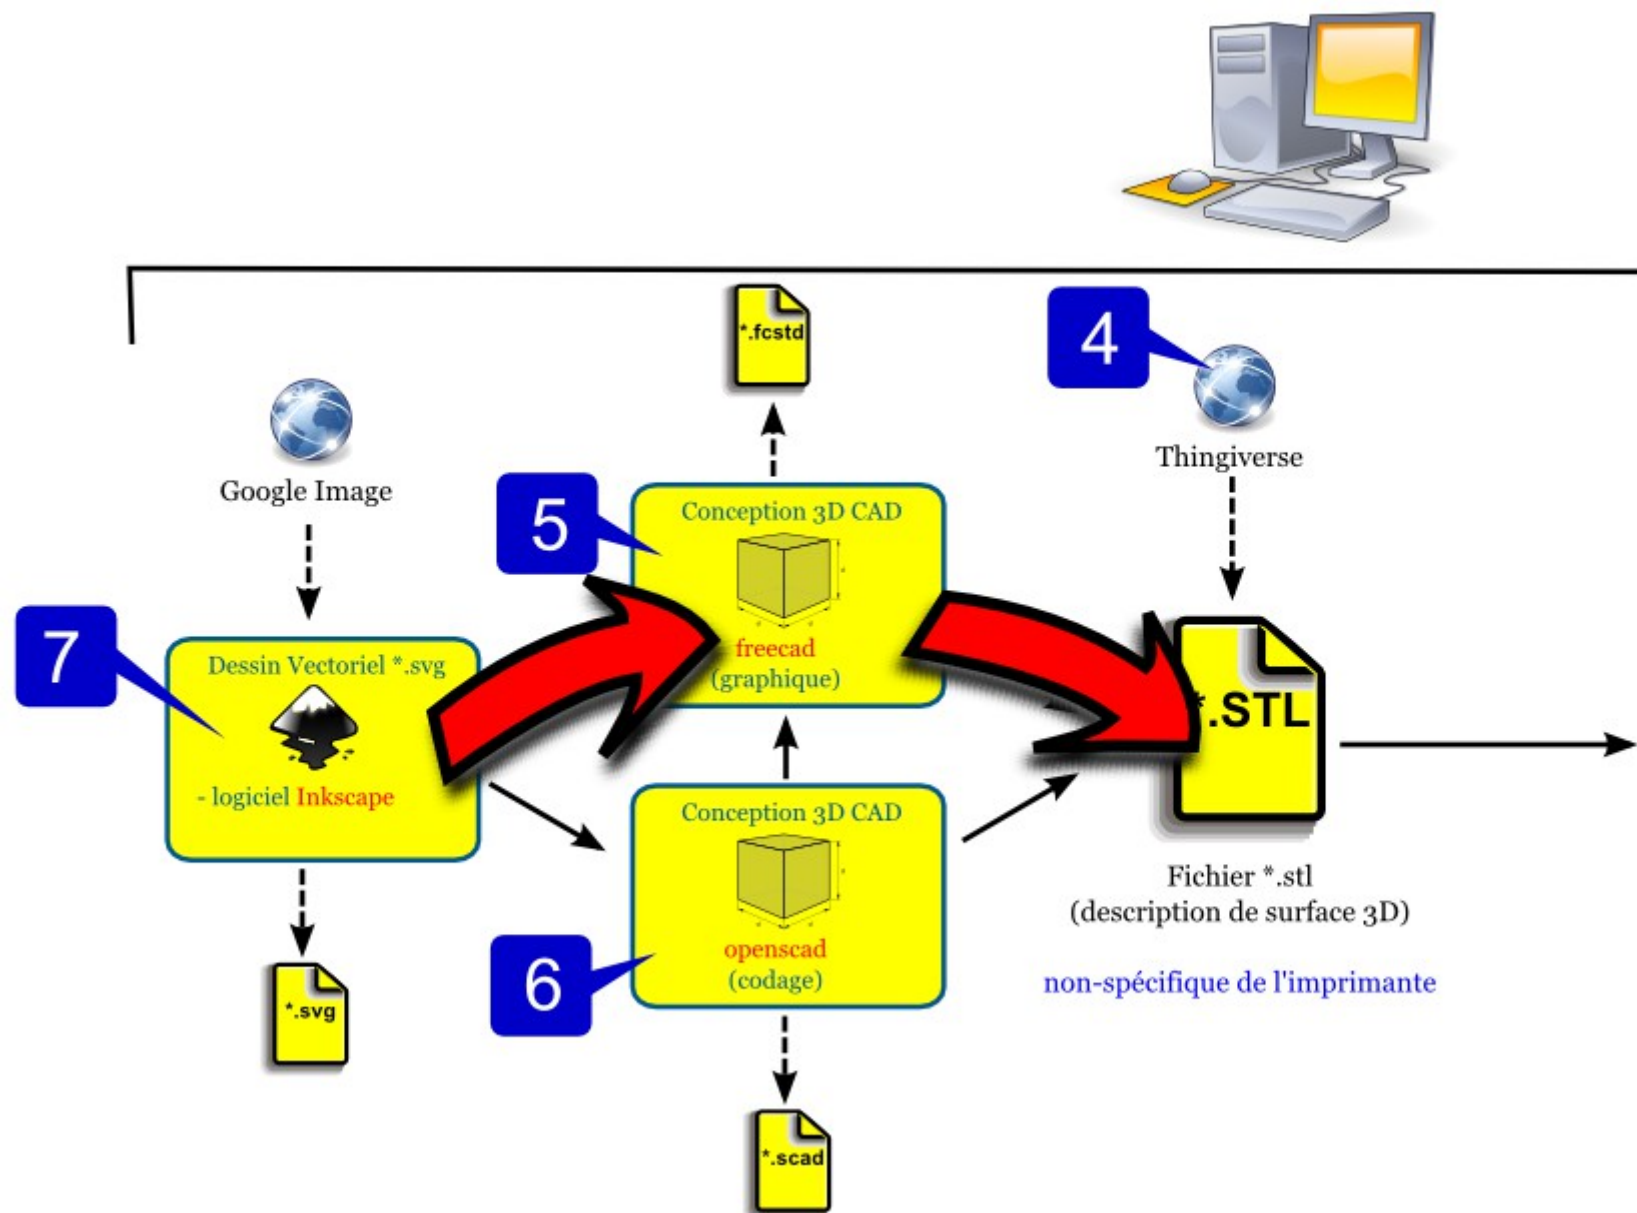 *.fcstd
4
Thingiverse
Google Image
5
Conception 3D CAD
freecad
(graphique)
7
Dessin Vectoriel *.svg
- logiciel Inkscape
*.STL
Conception 3D CAD
openscad
(codage)
6
Fichier *.stl
(description de surface 3D)
non-spécifique de l'imprimante
*.svg
*.scad